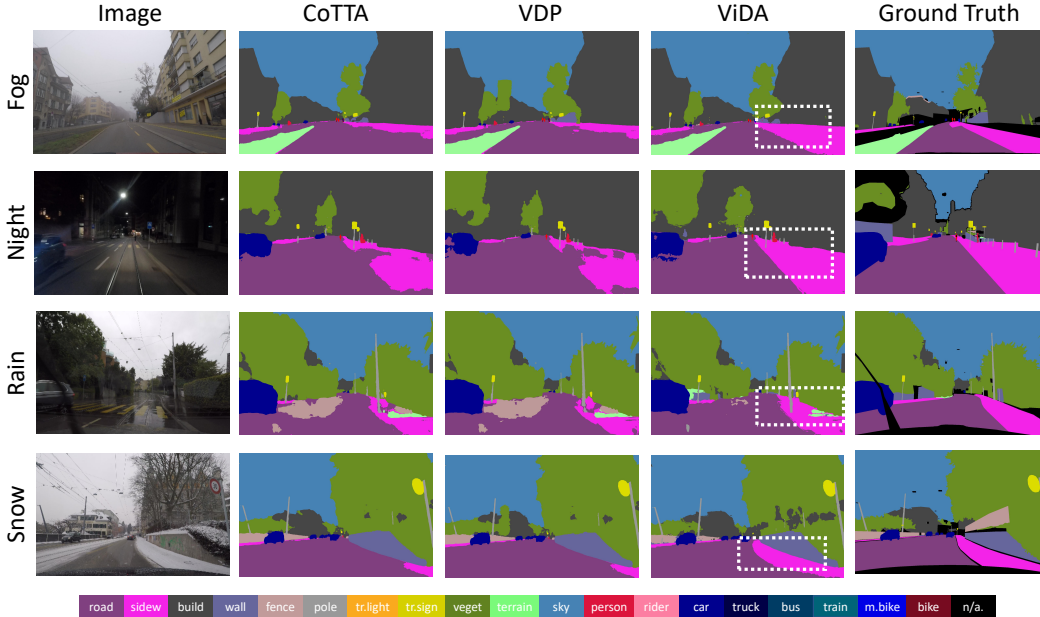 Image CoTTA VDP ViDA Ground Truth
Fog
Night
Rain
Snow
road sidew build wall fence pole tr.light tr.sign veget terrain sky person rider car truck bus train m.bike bike n/a.